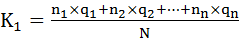 K₁ = (n₁×q₁+n₂×q₂+⋯+nₙ×qₙ)/N